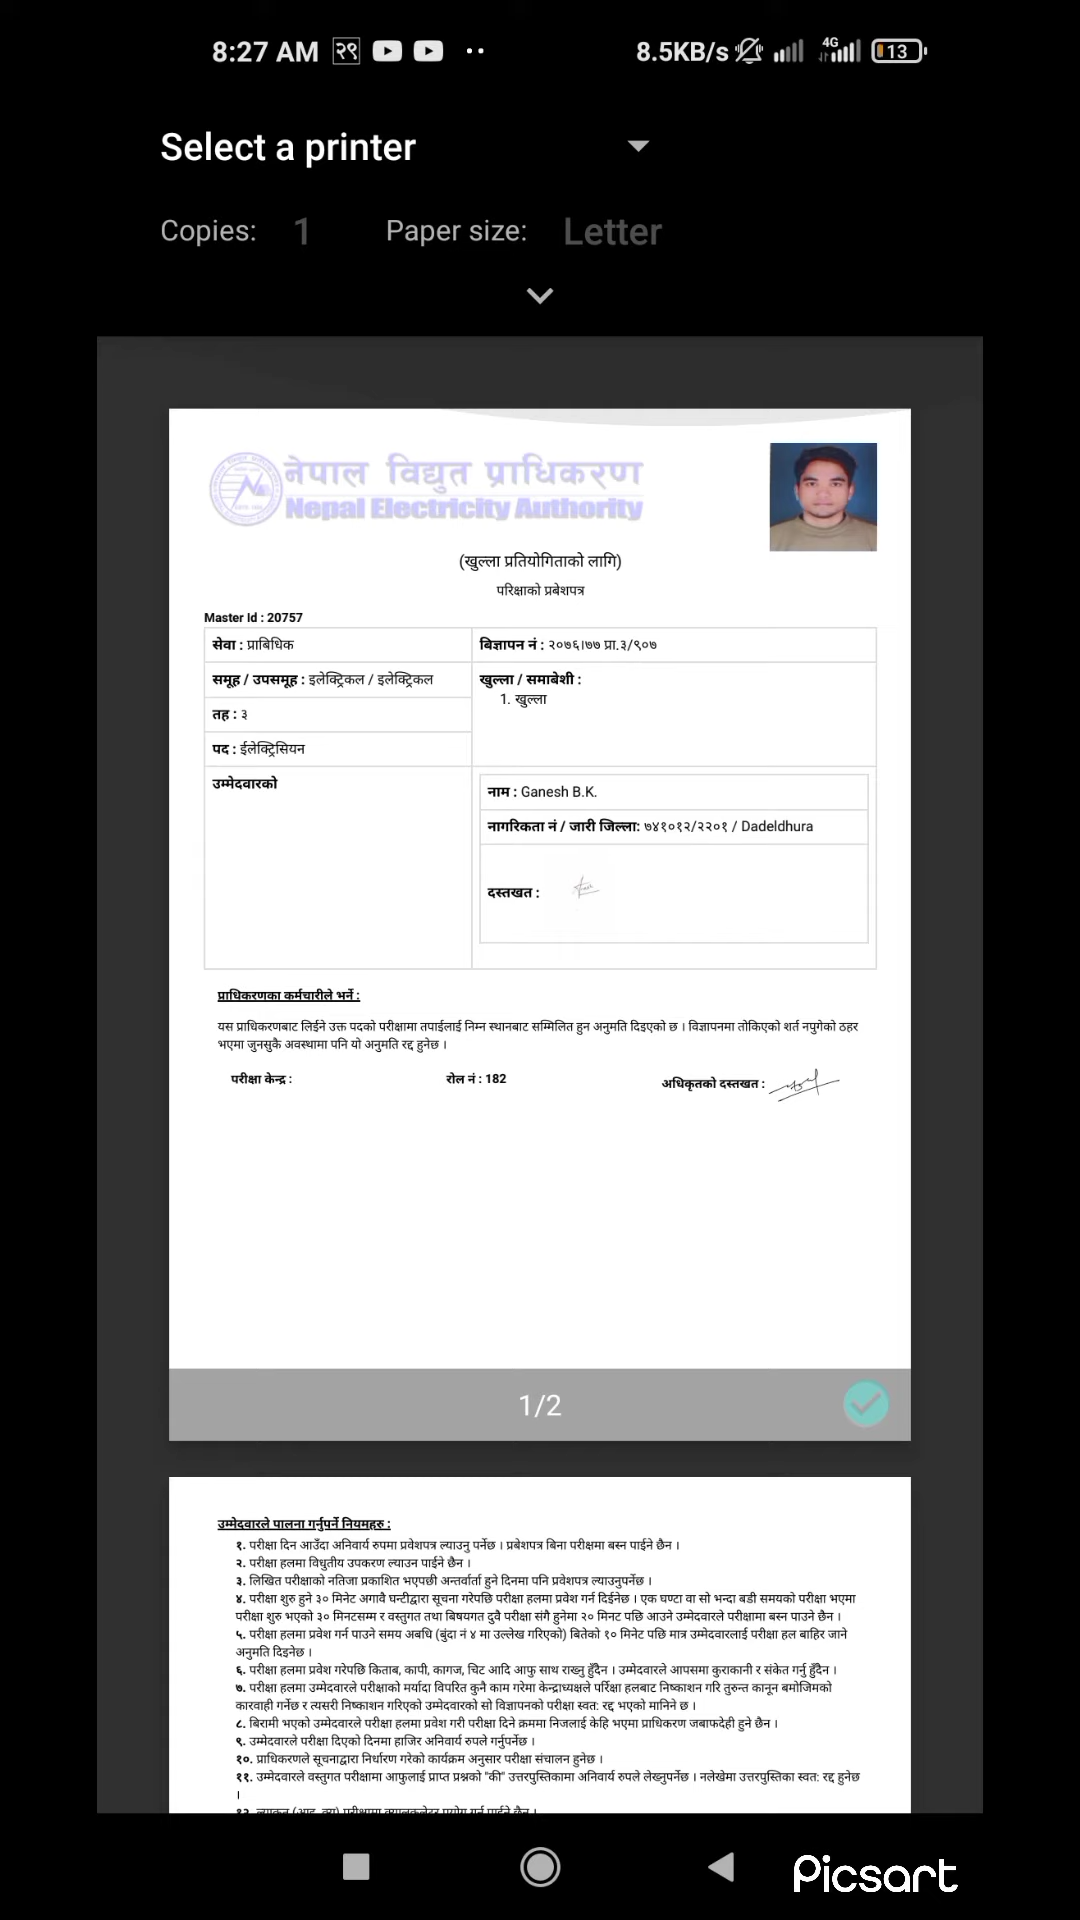 8:27 AM २९
8.5KB/s 4G 13
Select a printer
Copies: 1 Paper size: Letter
नेपाल विद्युत प्राधिकरण
Nepal Electricity Authority
(खुल्ला प्रतियोगिताको लागि)
परिक्षाको प्रबेशपत्र
Master Id : 20757
सेवा : प्राबिधिक बिज्ञापन नं : २०७६।७७ प्रा.३/९०७
समूह / उपसमूह : इलेक्ट्रिकल / इलेक्ट्रिकल खुल्ला / समाबेशी :
1. खुल्ला
तह : ३
पद : ईलेक्ट्रिसियन
उम्मेदवारको
नाम : Ganesh B.K.
नागरिकता नं / जारी जिल्ला: ७४१०१२/२२०१ / Dadeldhura
दस्तखत :
प्राधिकरणका कर्मचारीले भर्ने :
यस प्राधिकरणबाट लिईने उक्त पदको परीक्षामा तपाईलाई निम्न स्थानबाट सम्मिलित हुन अनुमति दिइएको छ । विज्ञापनमा तोकिएको शर्त नपुगेको ठहर
भएमा जुनसुकै अवस्थामा पनि यो अनुमति रद्द हुनेछ ।
परीक्षा केन्द्र : रोल नं : 182 अधिकृतको दस्तखत :
1/2
उम्मेदवारले पालना गर्नुपर्ने नियमहरु :
१. परीक्षा दिन आउँदा अनिवार्य रुपमा प्रवेशपत्र ल्याउनु पर्नेछ । प्रबेशपत्र बिना परीक्षमा बस्न पाईने छैन ।
२. परीक्षा हलमा विधुतीय उपकरण ल्याउन पाईने छैन ।
३. लिखित परीक्षाको नतिजा प्रकाशित भएपछी अन्तर्वार्ता हुने दिनमा पनि प्रवेशपत्र ल्याउनुपर्नेछ ।
४. परीक्षा शुरु हुने ३० मिनेट अगावै घन्टीद्वारा सूचना गरेपछि परीक्षा हलमा प्रवेश गर्न दिईनेछ । एक घण्टा वा सो भन्दा बडी समयको परीक्षा भएमा
परीक्षा शुरु भएको ३० मिनटसम्म र वस्तुगत तथा बिषयगत दुवै परीक्षा संगै हुनेमा २० मिनट पछि आउने उम्मेदवारले परीक्षामा बस्न पाउने छैन ।
५. परीक्षा हलमा प्रवेश गर्न पाउने समय अबधि (बुंदा नं ४ मा उल्लेख गरिएको) बितेको १० मिनेट पछि मात्र उम्मेदवारलाई परीक्षा हल बाहिर जाने
अनुमति दिइनेछ ।
६. परीक्षा हलमा प्रवेश गरेपछि किताब, कापी, कागज, चिट आदि आफु साथ राख्नु हुँदैन । उम्मेदवारले आपसमा कुराकानी र संकेत गर्नु हुँदैन ।
७. परीक्षा हलमा उम्मेदवारले परीक्षाको मर्यादा विपरित कुनै काम गरेमा केन्द्राध्यक्षले पर्रिक्षा हलबाट निष्काशन गरि तुरुन्त कानून बमोजिमको
कारवाही गर्नेछ र त्यसरी निष्काशन गरिएको उम्मेदवारको सो विज्ञापनको परीक्षा स्वत: रद्द भएको मानिने छ ।
८. बिरामी भएको उम्मेदवारले परीक्षा हलमा प्रवेश गरी परीक्षा दिने क्रममा निजलाई केहि भएमा प्राधिकरण जबाफदेही हुने छैन ।
९. उम्मेदवारले परीक्षा दिएको दिनमा हाजिर अनिवार्य रुपले गर्नुपर्नेछ ।
१०. प्राधिकरणले सूचनाद्वारा निर्धारण गरेको कार्यक्रम अनुसार परीक्षा संचालन हुनेछ ।
११. उम्मेदवारले वस्तुगत परीक्षामा आफुलाई प्राप्त प्रश्नको "की" उत्तरपुस्तिकामा अनिवार्य रुपले लेख्नुपर्नेछ । नलेखेमा उत्तरपुस्तिका स्वत: रद्द हुनेछ
।
Picsart